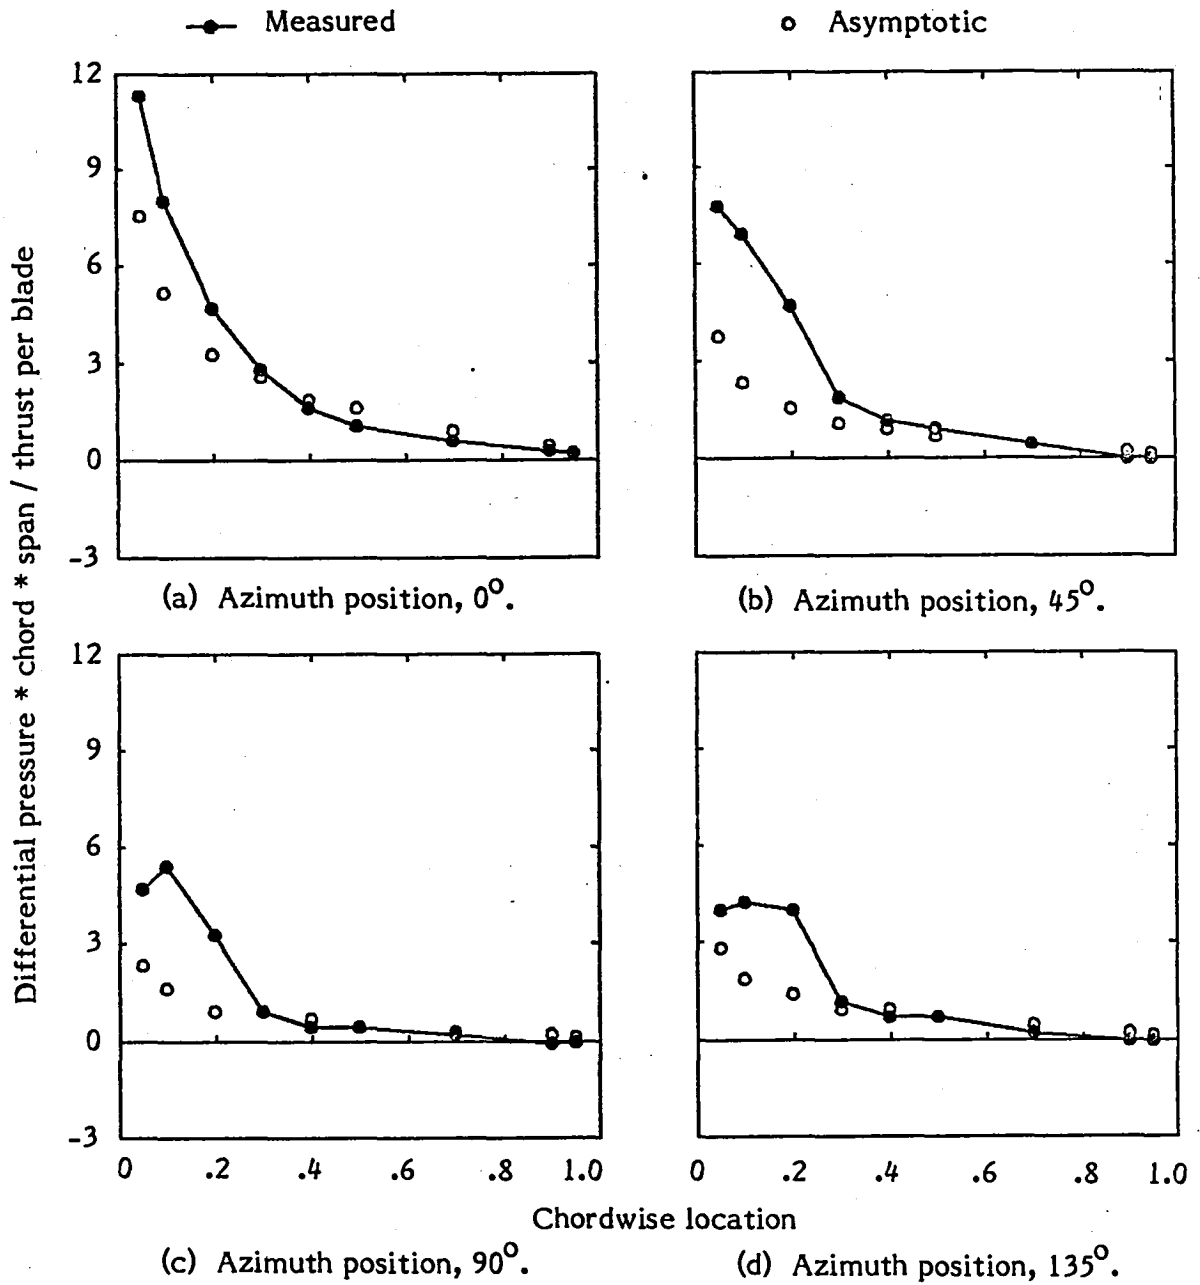 Measured
Asymptotic
12
9
6
3
0
-3
(a) Azimuth position, 0°.
(b) Azimuth position, 45°.
12
9
6
3
0
-3
0 .2 .4 .6 .8 1.0
0 .2 .4 .6 .8 1.0
Differential pressure * chord * span / thrust per blade
Chordwise location
(c) Azimuth position, 90°.
(d) Azimuth position, 135°.